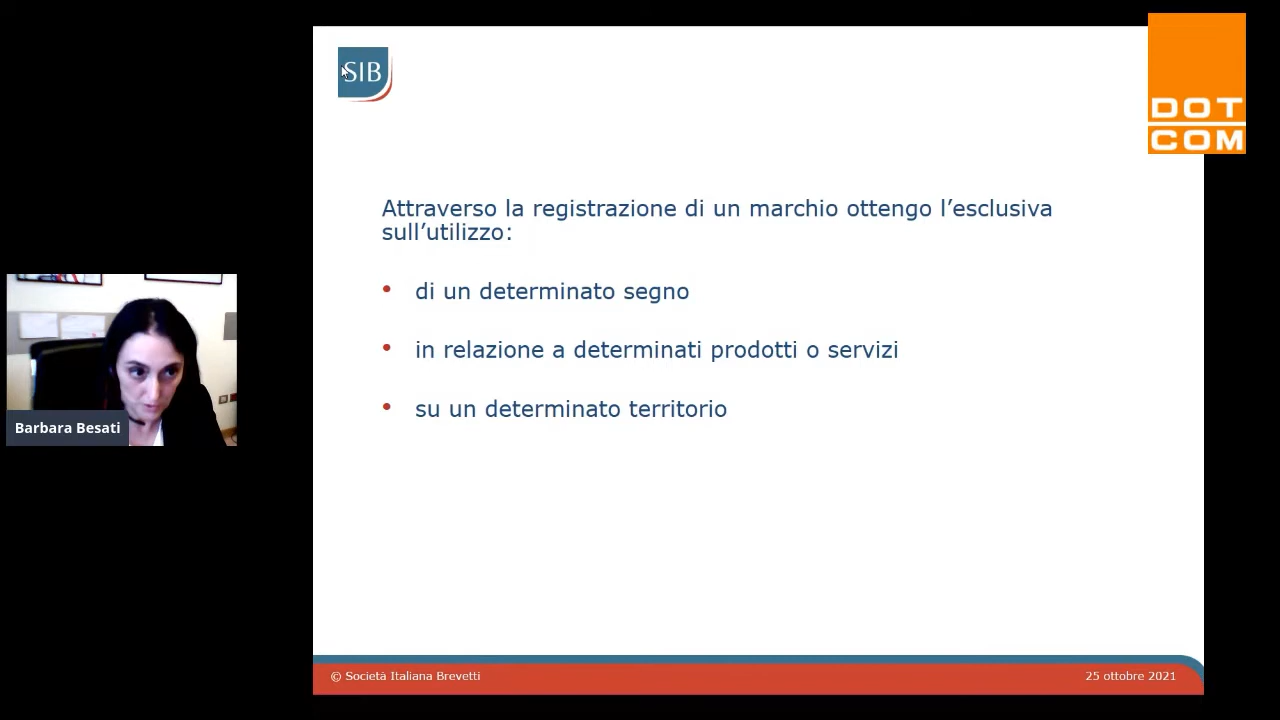 SIB
DOT
COM
Attraverso la registrazione di un marchio ottengo l’esclusiva
sull’utilizzo:
• di un determinato segno
• in relazione a determinati prodotti o servizi
• su un determinato territorio
Barbara Besati
© Società Italiana Brevetti
25 ottobre 2021